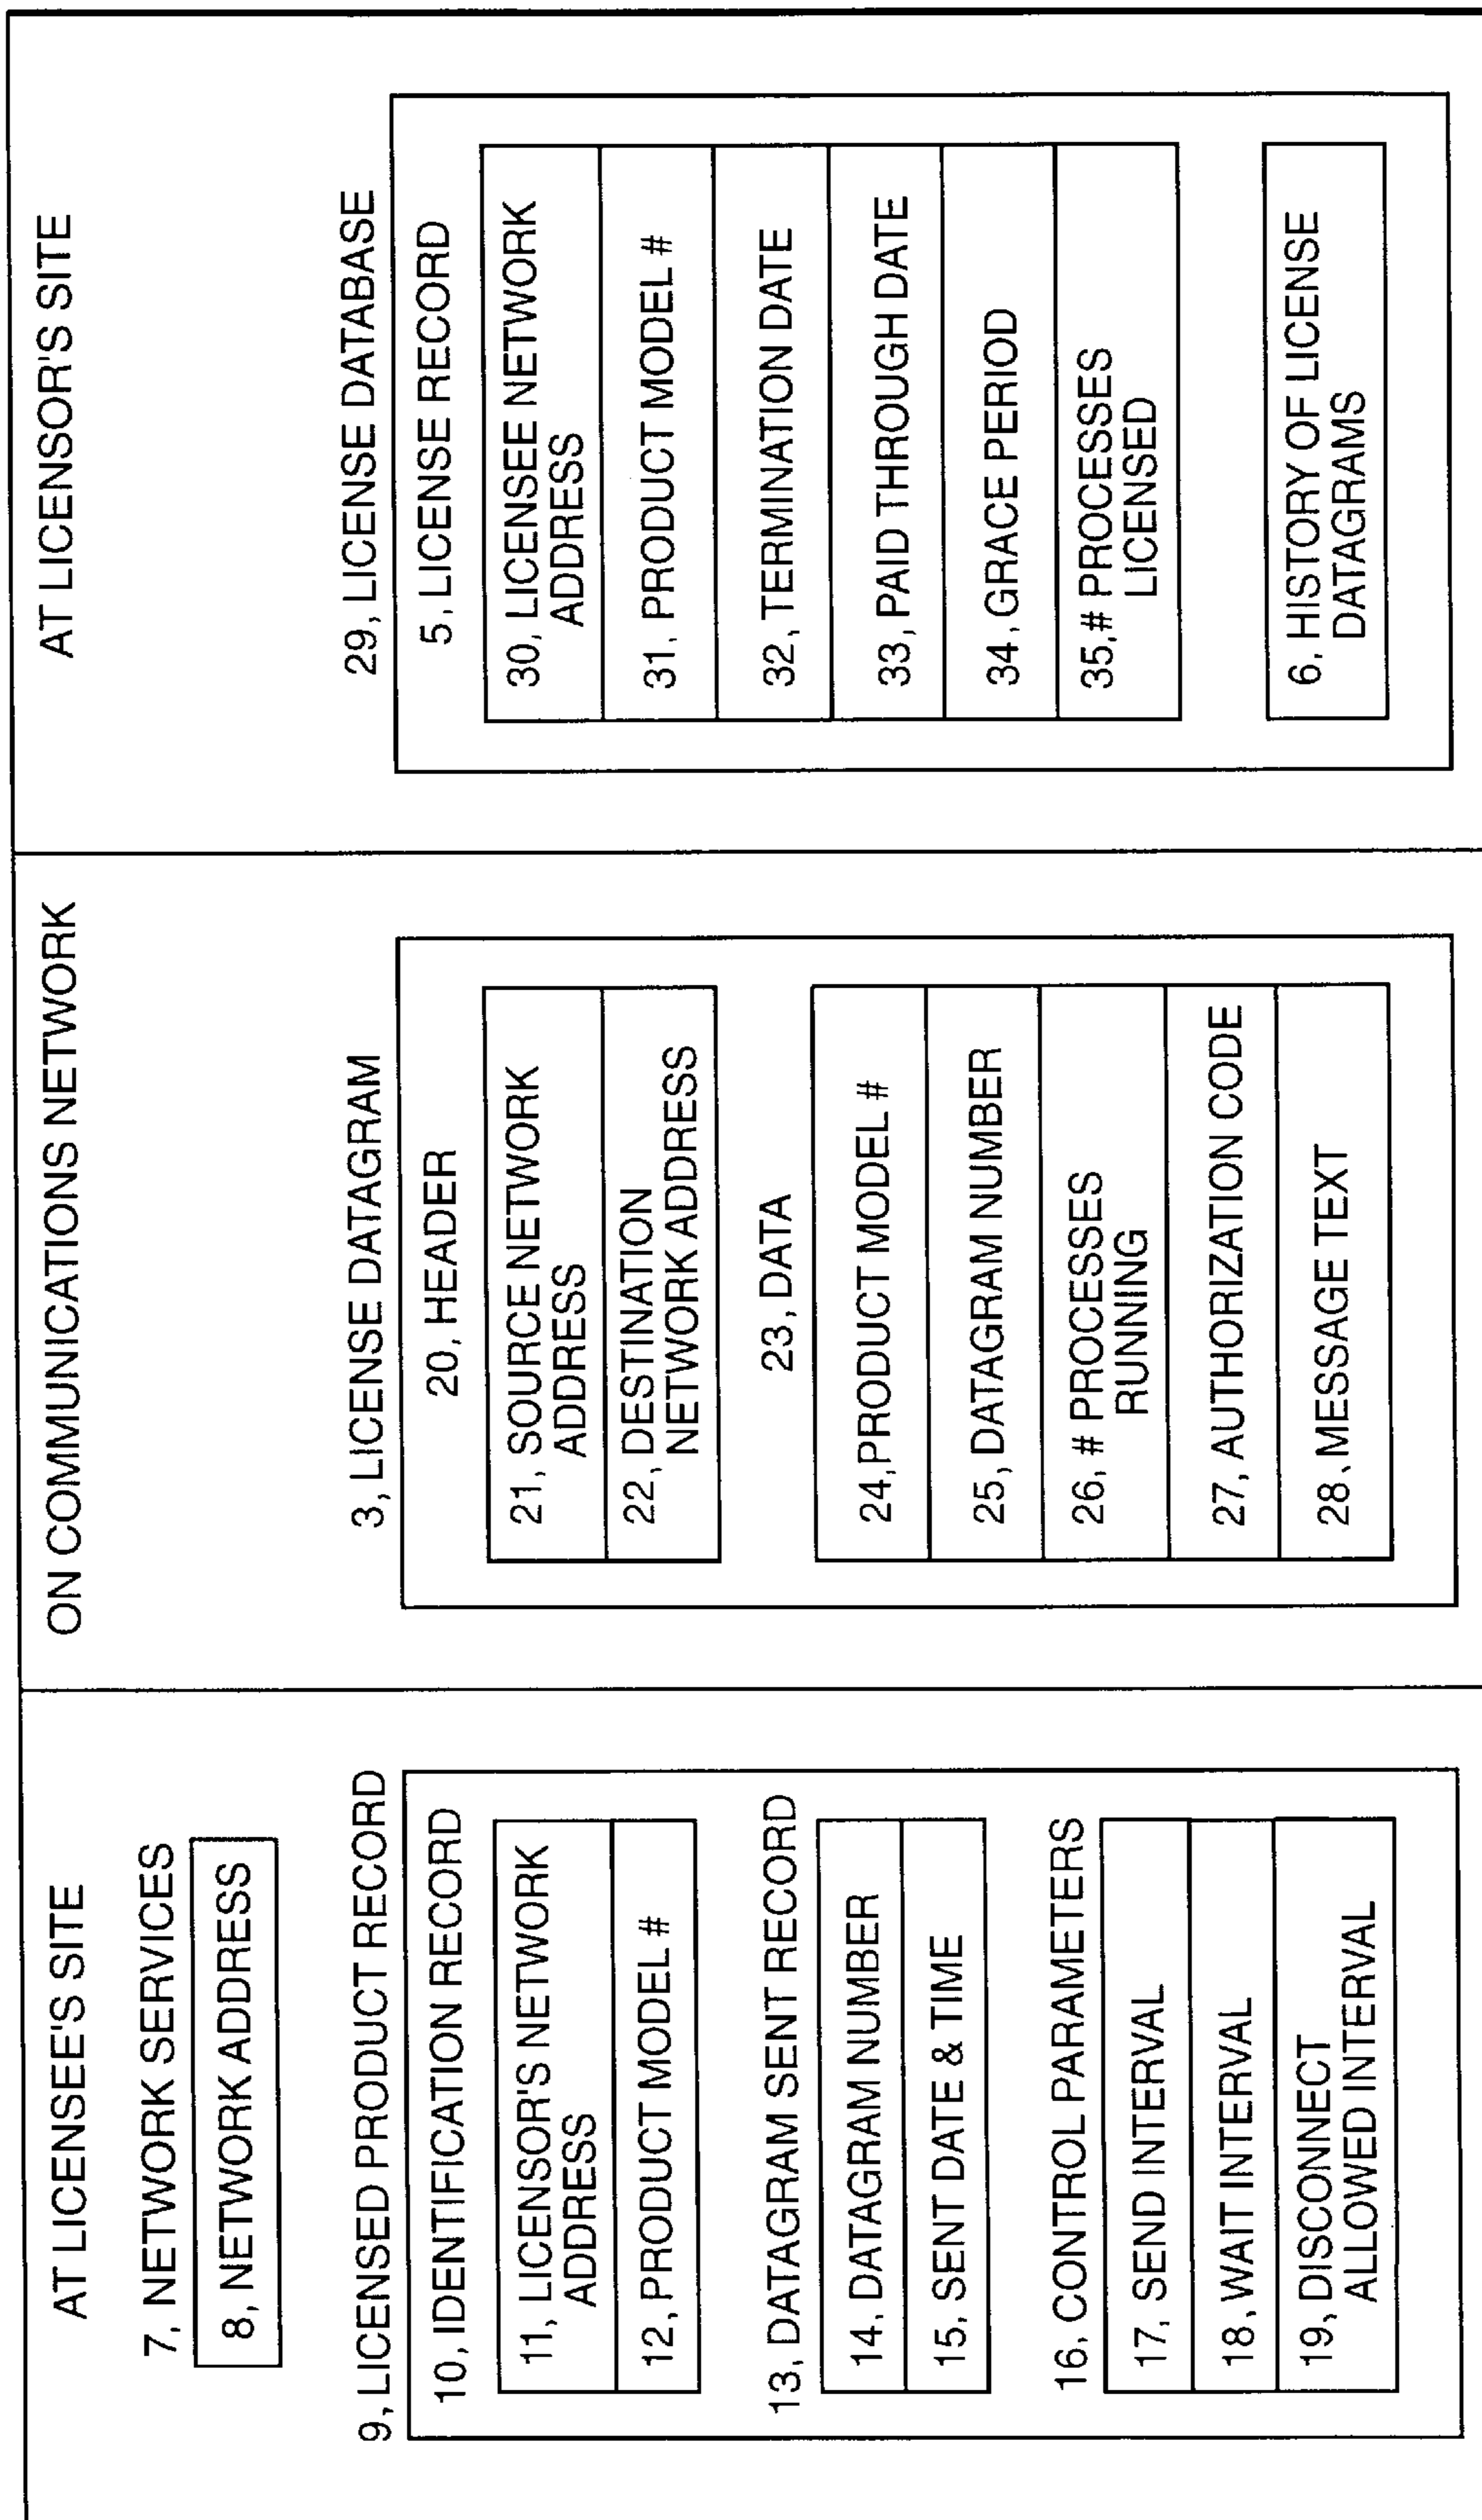 AT LICENSEE'S SITE
7, NETWORK SERVICES
8, NETWORK ADDRESS
9, LICENSED PRODUCT RECORD
10, IDENTIFICATION RECORD
11, LICENSOR'S NETWORK
ADDRESS
12, PRODUCT MODEL #
13, DATAGRAM SENT RECORD
14, DATAGRAM NUMBER
15, SENT DATE & TIME
16, CONTROL PARAMETERS
17, SEND INTERVAL
18, WAIT INTERVAL
19, DISCONNECT
ALLOWED INTERVAL
ON COMMUNICATIONS NETWORK
3, LICENSE DATAGRAM
20, HEADER
21, SOURCE NETWORK
ADDRESS
22, DESTINATION
NETWORK ADDRESS
23, DATA
24, PRODUCT MODEL #
25, DATAGRAM NUMBER
26, # PROCESSES
RUNNING
27, AUTHORIZATION CODE
28, MESSAGE TEXT
AT LICENSOR'S SITE
29, LICENSE DATABASE
5, LICENSE RECORD
30, LICENSEE NETWORK
ADDRESS
31, PRODUCT MODEL #
32, TERMINATION DATE
33, PAID THROUGH DATE
34, GRACE PERIOD
35, # PROCESSES
LICENSED
6, HISTORY OF LICENSE
DATAGRAMS